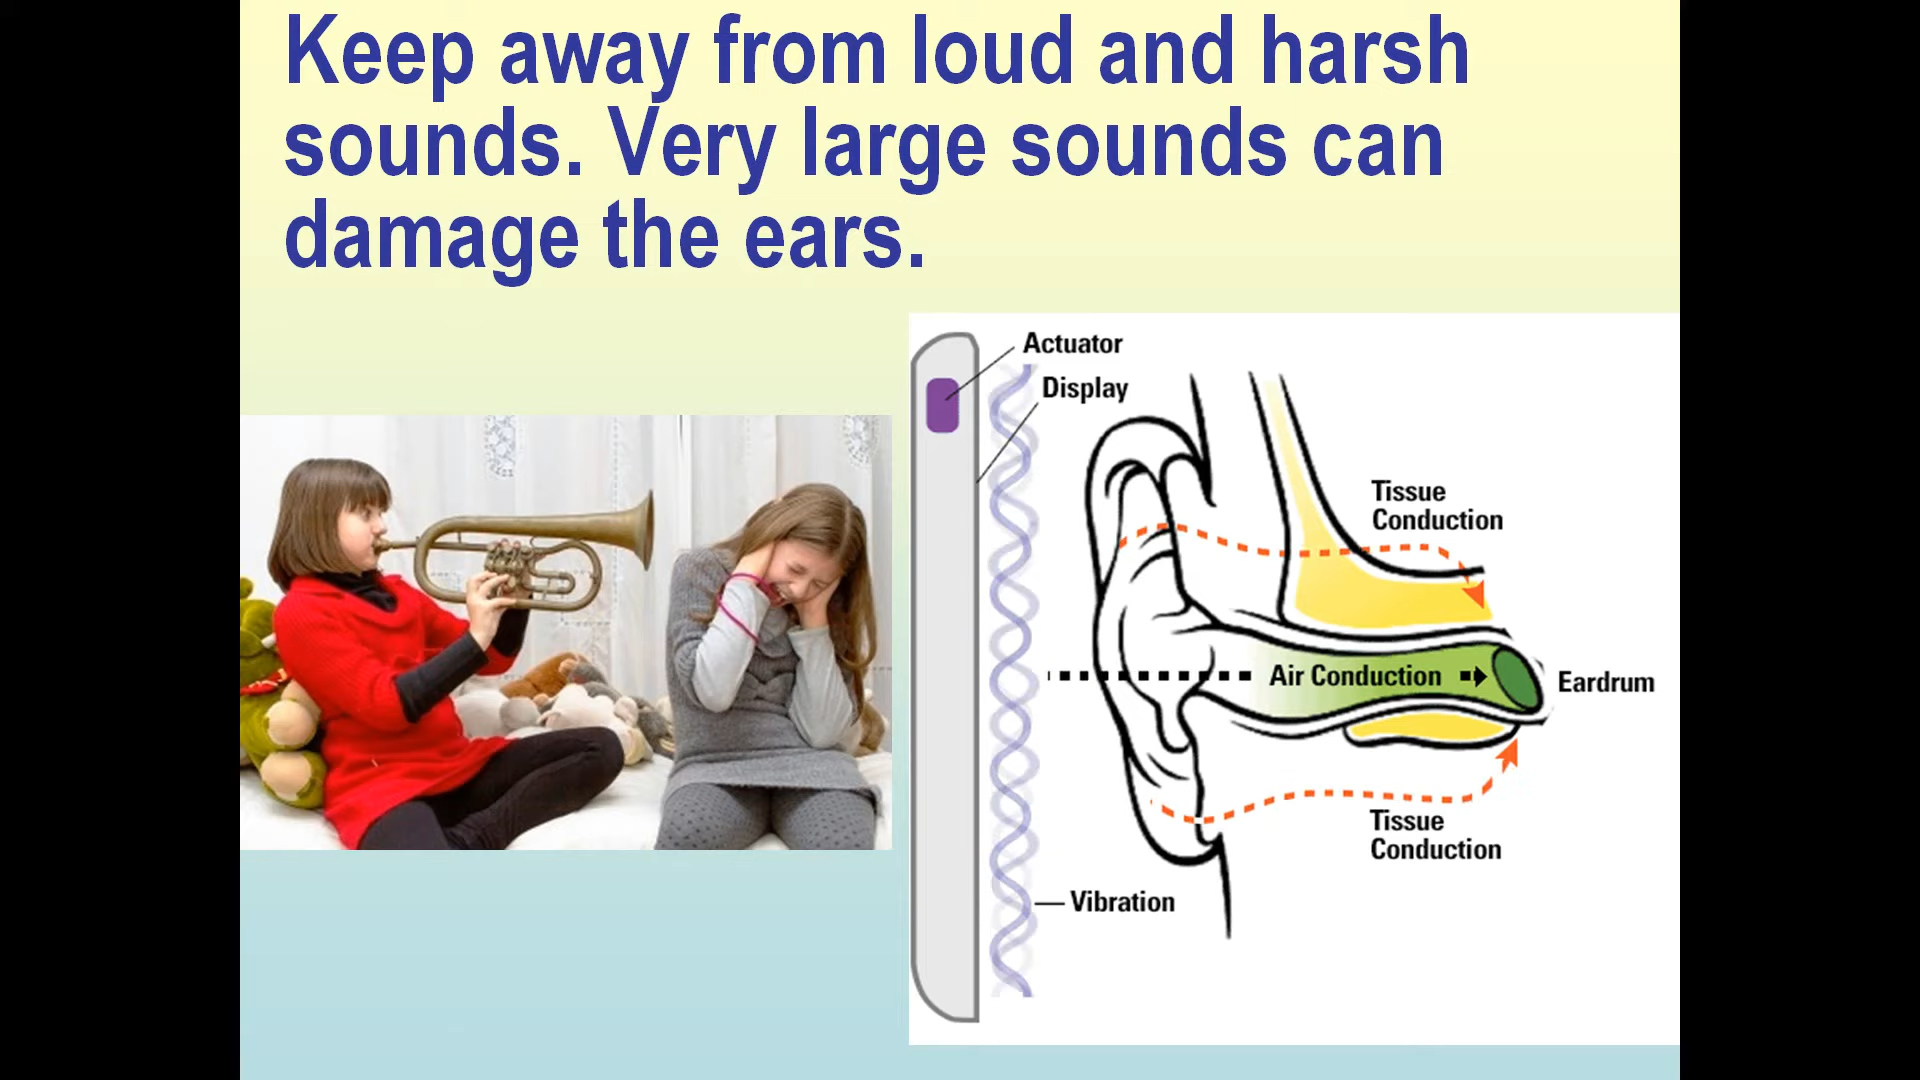 Keep away from loud and harsh
sounds. Very large sounds can
damage the ears.
Actuator
Display
Tissue
Conduction
Air Conduction
Eardrum
Tissue
Conduction
Vibration